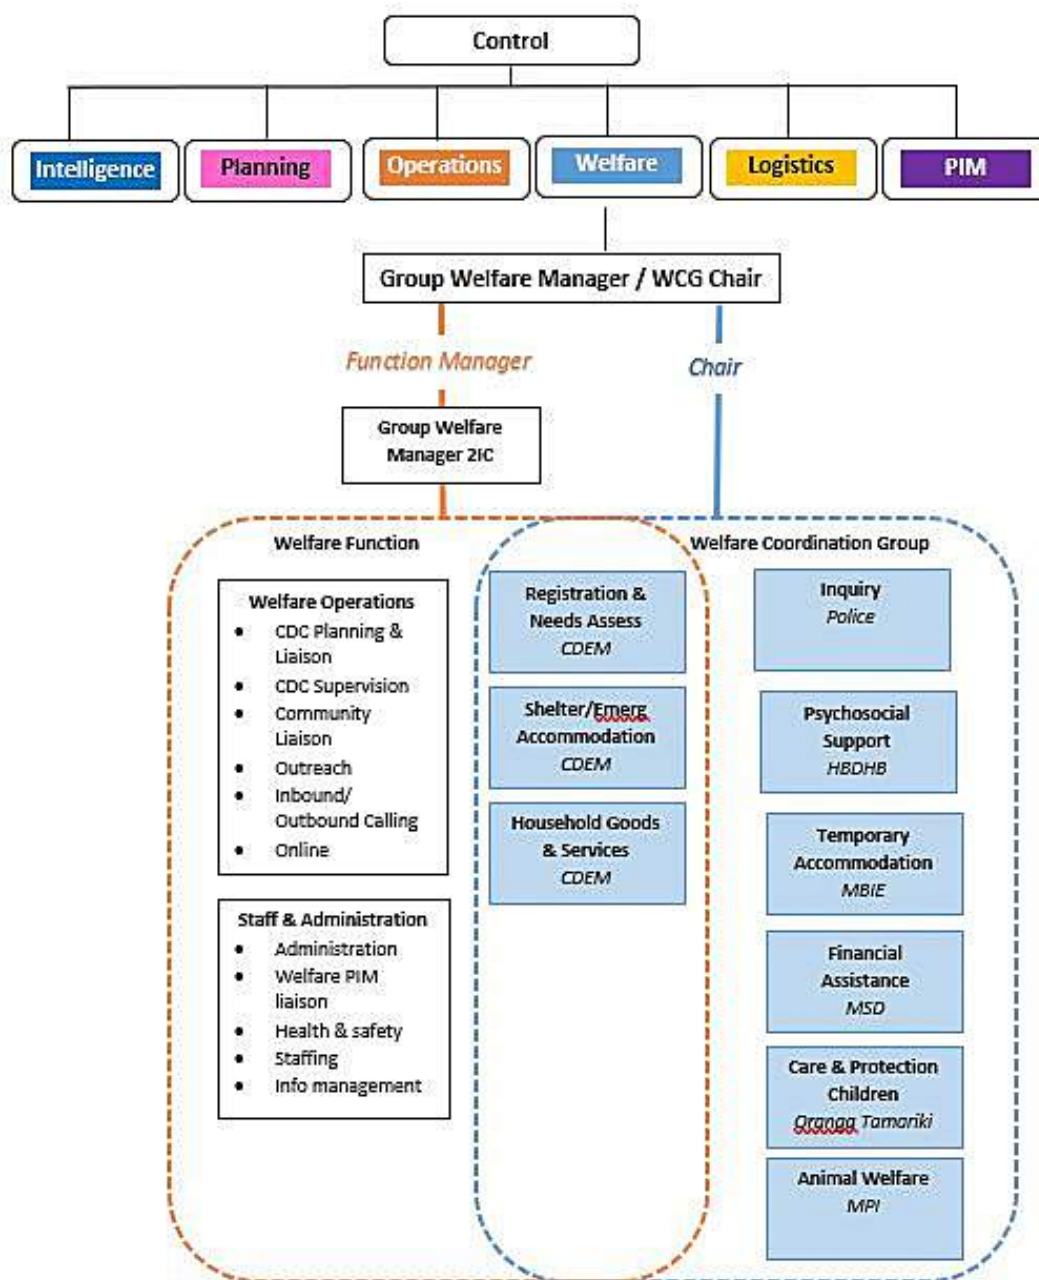 Control
Intelligence
Planning
Operations
Welfare
Logistics
PIM
Group Welfare Manager / WCG Chair
Function Manager
Chair
Group Welfare
Manager 2IC
Welfare Function
Welfare Coordination Group
Welfare Operations
• CDC Planning &
Liaison
• CDC Supervision
• Community
Liaison
• Outreach
• Inbound/
Outbound Calling
• Online
Staff & Administration
• Administration
• Welfare PIM
liaison
• Health & safety
• Staffing
• Info management
Registration &
Needs Assess
CDEM
Shelter/Emerg
Accommodation
CDEM
Household Goods
& Services
CDEM
Inquiry
Police
Psychosocial
Support
HBDHB
Temporary
Accommodation
MBIE
Financial
Assistance
MSD
Care & Protection
Children
Oranga Tamariki
Animal Welfare
MPI